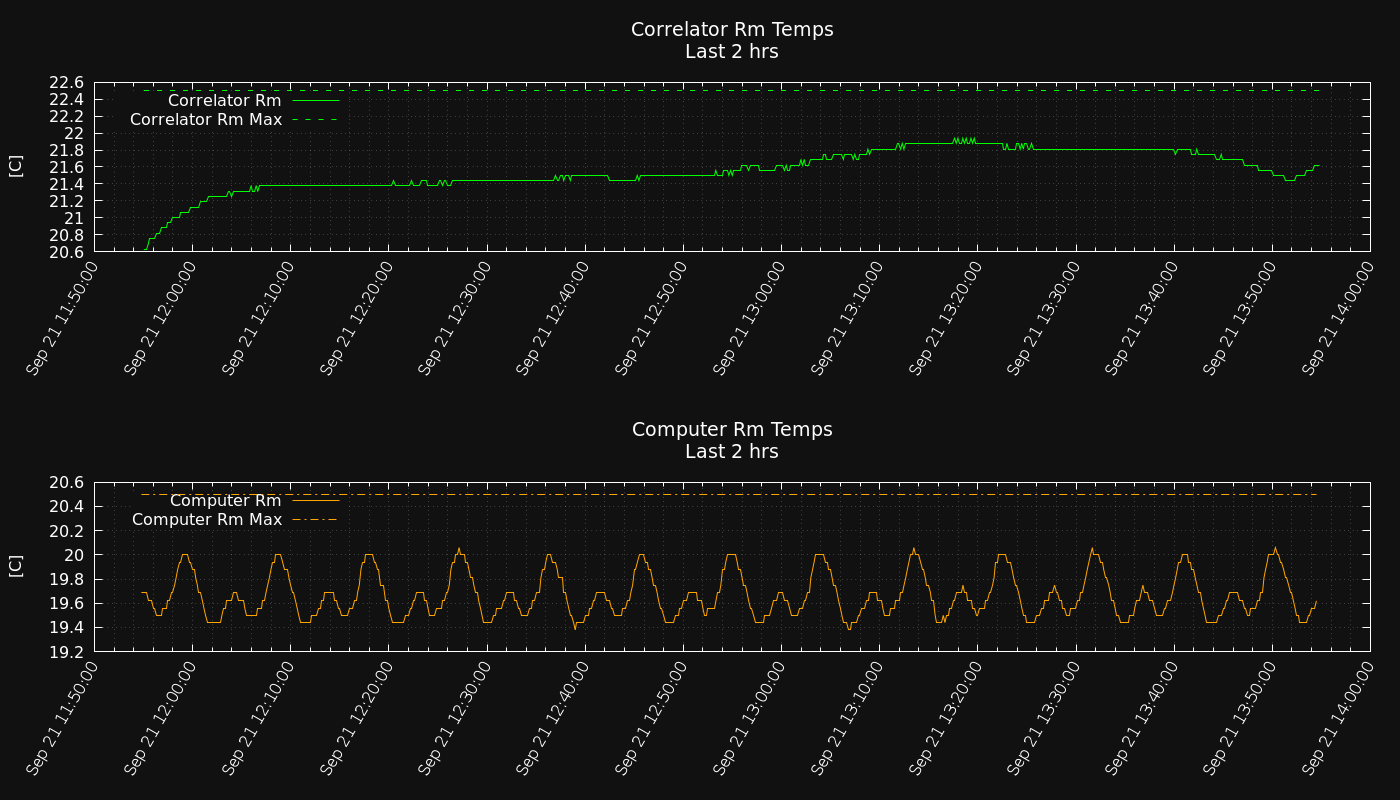 Correlator Rm Temps
Last 2 hrs
22.6
22.4
22.2
22
21.8
21.6
21.4
21.2
21
20.8
20.6
[C]
Correlator Rm
Correlator Rm Max
Sep 21 11:50:00
Sep 21 12:00:00
Sep 21 12:10:00
Sep 21 12:20:00
Sep 21 12:30:00
Sep 21 12:40:00
Sep 21 12:50:00
Sep 21 13:00:00
Sep 21 13:10:00
Sep 21 13:20:00
Sep 21 13:30:00
Sep 21 13:40:00
Sep 21 13:50:00
Sep 21 14:00:00
Computer Rm Temps
Last 2 hrs
20.6
20.4
20.2
20
19.8
19.6
19.4
19.2
[C]
Computer Rm
Computer Rm Max
Sep 21 11:50:00
Sep 21 12:00:00
Sep 21 12:10:00
Sep 21 12:20:00
Sep 21 12:30:00
Sep 21 12:40:00
Sep 21 12:50:00
Sep 21 13:00:00
Sep 21 13:10:00
Sep 21 13:20:00
Sep 21 13:30:00
Sep 21 13:40:00
Sep 21 13:50:00
Sep 21 14:00:00